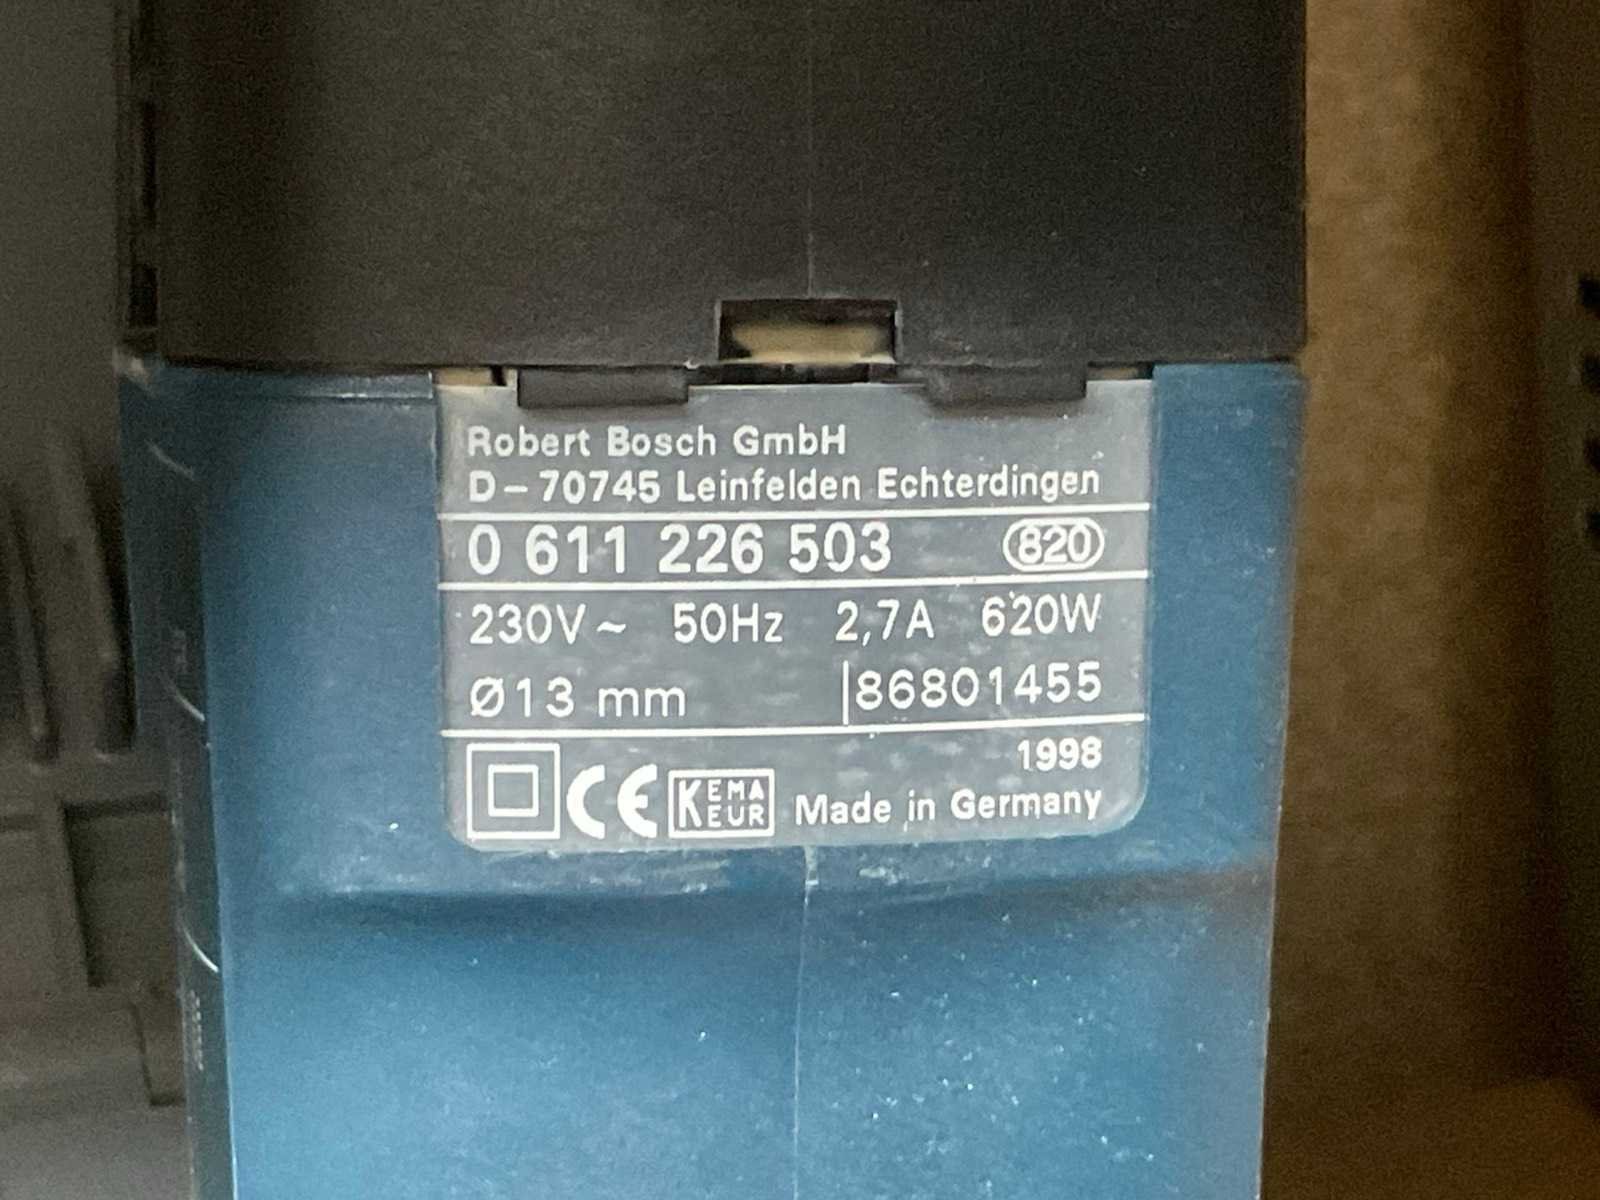 Robert Bosch GmbH
D-70745 Leinfelden Echterdingen
0 611 226 503 820
230V~ 50Hz 2,7A 620W
Ø13 mm |86801455
1998
CE KEMA KEUR Made in Germany